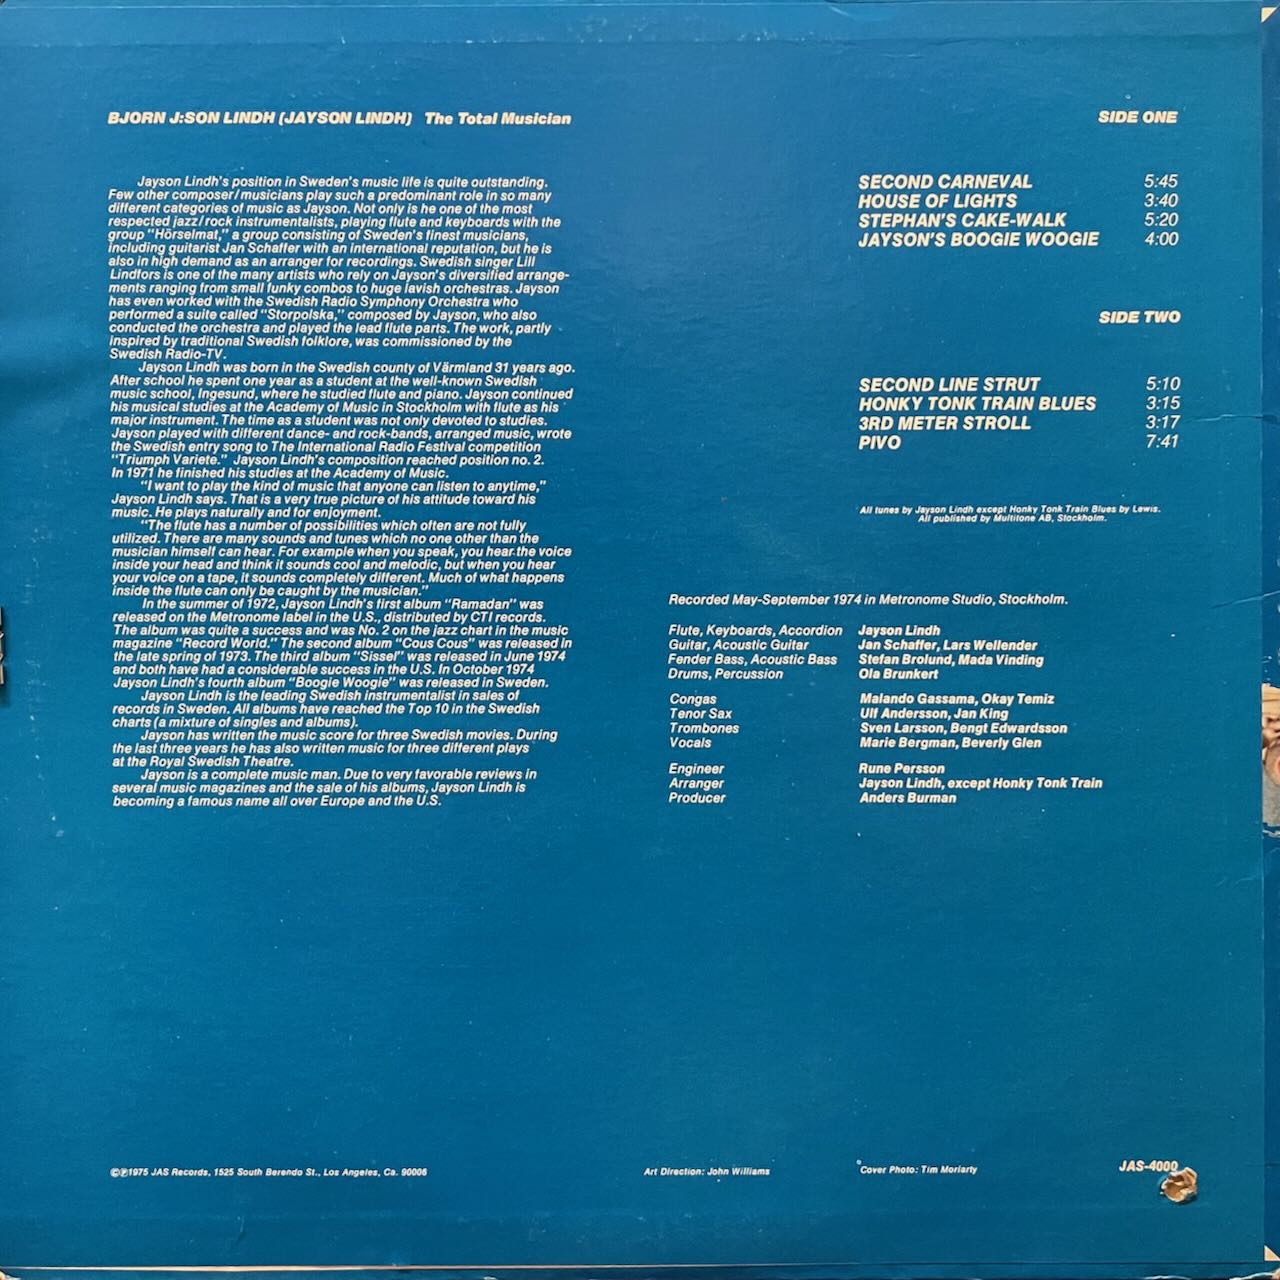 BJORN J:SON LINDH (JAYSON LINDH) The Total Musician
Jayson Lindh's position in Sweden's music life is quite outstanding.
Few other composer/musicians play such a predominant role in so many
different categories of music as Jayson. Not only is he one of the most
respected jazz/rock instrumentalists, playing flute and keyboards with the
group "Hörselmat," a group consisting of Sweden's finest musicians,
including guitarist Jan Schaffer with an international reputation, but he is
also in high demand as an arranger for recordings. Swedish singer Lill
Lindfors is one of the many artists who rely on Jayson's diversified arrange-
ments ranging from small funky combos to huge lavish orchestras. Jayson
has even worked with the Swedish Radio Symphony Orchestra who
performed a suite called "Storpolska," composed by Jayson, who also
conducted the orchestra and played the lead flute parts. The work, partly
inspired by traditional Swedish folklore, was commissioned by the
Swedish Radio-TV.
Jayson Lindh was born in the Swedish county of Värmland 31 years ago.
After school he spent one year as a student at the well-known Swedish
music school, Ingesund, where he studied flute and piano. Jayson continued
his musical studies at the Academy of Music in Stockholm with flute as his
major instrument. The time as a student was not only devoted to studies.
Jayson played with different dance- and rock-bands, arranged music, wrote
the Swedish entry song to The International Radio Festival competition
"Triumph Variete." Jayson Lindh's composition reached position no. 2.
In 1971 he finished his studies at the Academy of Music.
"I want to play the kind of music that anyone can listen to anytime,"
Jayson Lindh says. That is a very true picture of his attitude toward his
music. He plays naturally and for enjoyment.
"The flute has a number of possibilities which often are not fully
utilized. There are many sounds and tunes which no one other than the
musician himself can hear. For example when you speak, you hear the voice
inside your head and think it sounds cool and melodic, but when you hear
your voice on a tape, it sounds completely different. Much of what happens
inside the flute can only be caught by the musician."
In the summer of 1972, Jayson Lindh's first album "Ramadan" was
released on the Metronome label in the U.S., distributed by CTI records.
The album was quite a success and was No. 2 on the jazz chart in the music
magazine "Record World." The second album "Cous Cous" was released in
the late spring of 1973. The third album "Sissel" was released in June 1974
and both have had a considerable success in the U.S. In October 1974
Jayson Lindh's fourth album "Boogie Woogie" was released in Sweden.
Jayson Lindh is the leading Swedish instrumentalist in sales of
records in Sweden. All albums have reached the Top 10 in the Swedish
charts (a mixture of singles and albums).
Jayson has written the music score for three Swedish movies. During
the last three years he has also written music for three different plays
at the Royal Swedish Theatre.
Jayson is a complete music man. Due to very favorable reviews in
several music magazines and the sale of his albums, Jayson Lindh is
becoming a famous name all over Europe and the U.S.
SIDE ONE
SECOND CARNEVAL 5:45
HOUSE OF LIGHTS 3:40
STEPHAN'S CAKE-WALK 5:20
JAYSON'S BOOGIE WOOGIE 4:00
SIDE TWO
SECOND LINE STRUT 5:10
HONKY TONK TRAIN BLUES 3:15
3RD METER STROLL 3:17
PIVO 7:41
All tunes by Jayson Lindh except Honky Tonk Train Blues by Lewis.
All published by Multitone AB, Stockholm.
Recorded May-September 1974 in Metronome Studio, Stockholm.
Flute, Keyboards, Accordion Jayson Lindh
Guitar, Acoustic Guitar Jan Schaffer, Lars Wellender
Fender Bass, Acoustic Bass Stefan Brolund, Mada Vinding
Drums, Percussion Ola Brunkert
Congas Malando Gassama, Okay Temiz
Tenor Sax Ulf Andersson, Jan King
Trombones Sven Larsson, Bengt Edwardsson
Vocals Marie Bergman, Beverly Glen
Engineer Rune Persson
Arranger Jayson Lindh, except Honky Tonk Train
Producer Anders Burman
©℗1975 JAS Records, 1525 South Berendo St., Los Angeles, Ca. 90006
Art Direction: John Williams
Cover Photo: Tim Moriarty
JAS-4000